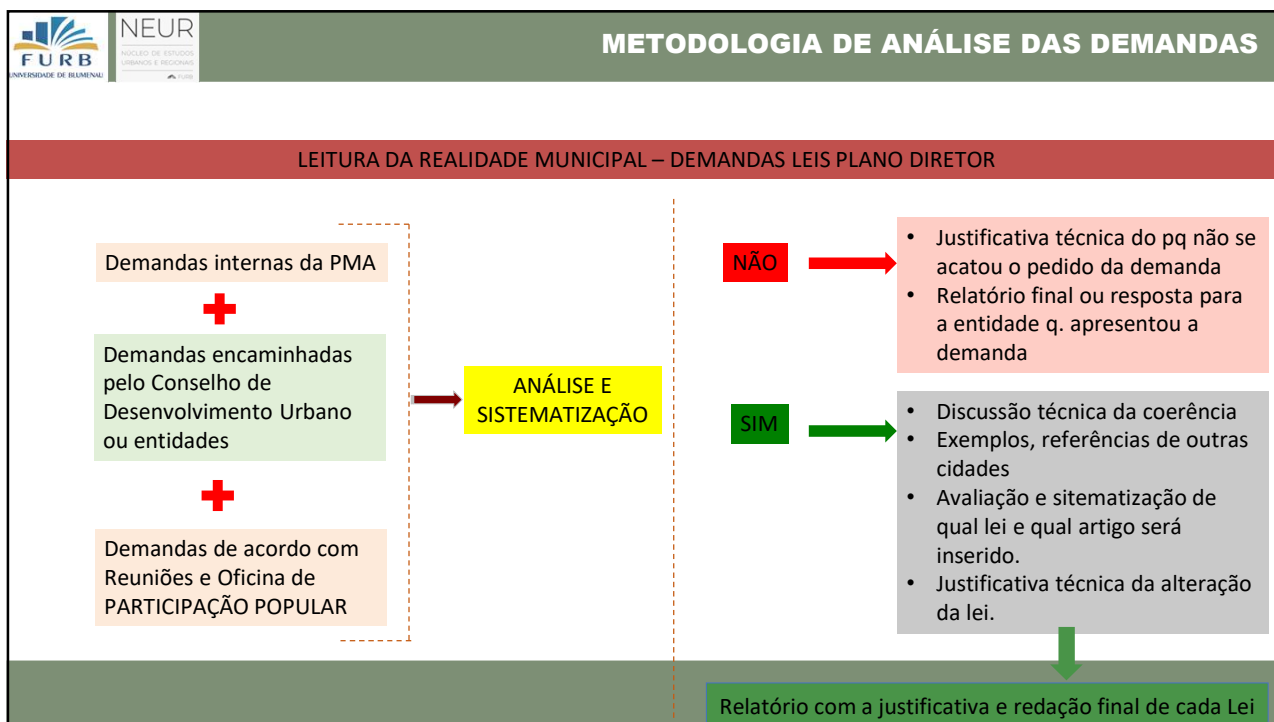 FURB
UNIVERSIDADE DE BLUMENAU
NEUR
NÚCLEO DE ESTUDOS
URBANOS E REGIONAIS
FURB
METODOLOGIA DE ANÁLISE DAS DEMANDAS
LEITURA DA REALIDADE MUNICIPAL – DEMANDAS LEIS PLANO DIRETOR
Demandas internas da PMA
Demandas encaminhadas
pelo Conselho de
Desenvolvimento Urbano
ou entidades
Demandas de acordo com
Reuniões e Oficina de
PARTICIPAÇÃO POPULAR
ANÁLISE E
SISTEMATIZAÇÃO
NÃO
• Justificativa técnica do pq não se
acatou o pedido da demanda
• Relatório final ou resposta para
a entidade q. apresentou a
demanda
SIM
• Discussão técnica da coerência
• Exemplos, referências de outras
cidades
• Avaliação e sitematização de
qual lei e qual artigo será
inserido.
• Justificativa técnica da alteração
da lei.
Relatório com a justificativa e redação final de cada Lei